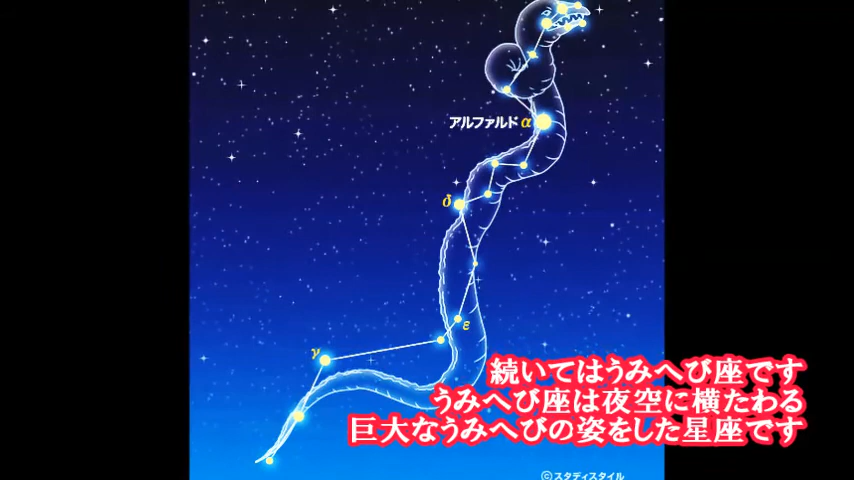 アルファルド α
δ
ε
γ
続いてはうみへび座です
うみへび座は夜空に横たわる
巨大なうみへびの姿をした星座です
©スタディスタイル